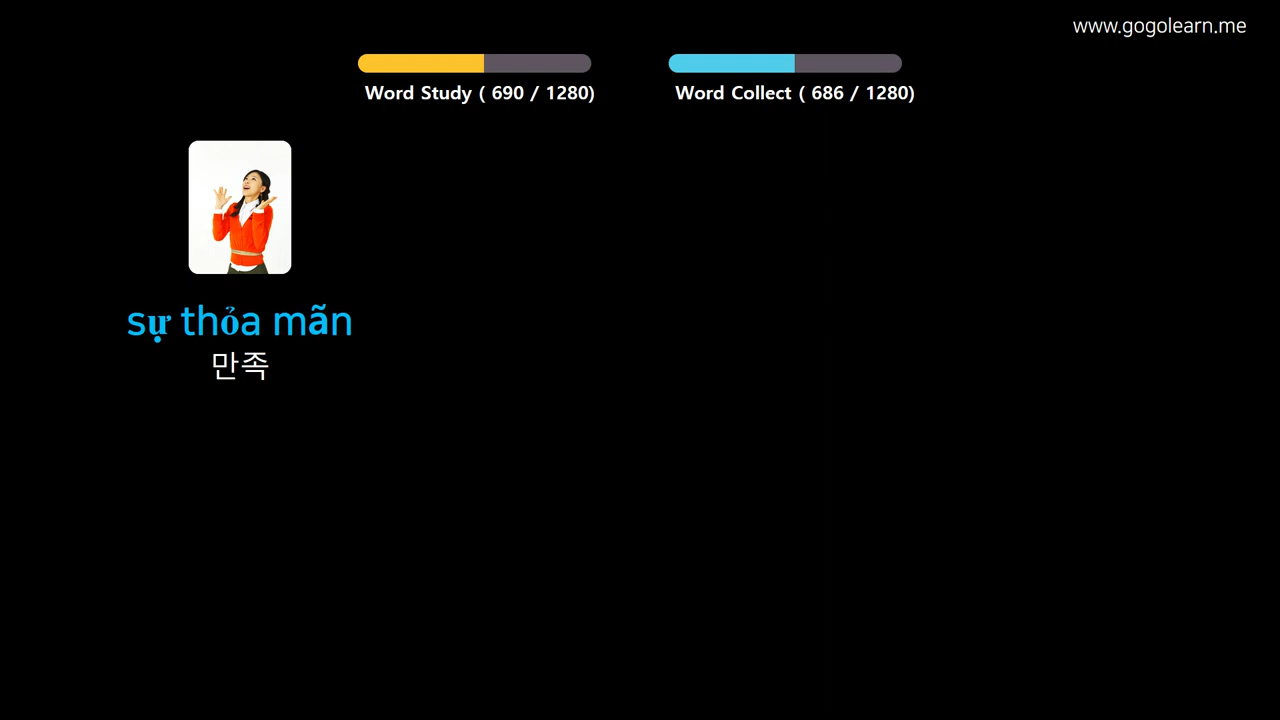 www.gogolearn.me
Word Study ( 690 / 1280)
Word Collect ( 686 / 1280)
sự thỏa mãn
만족